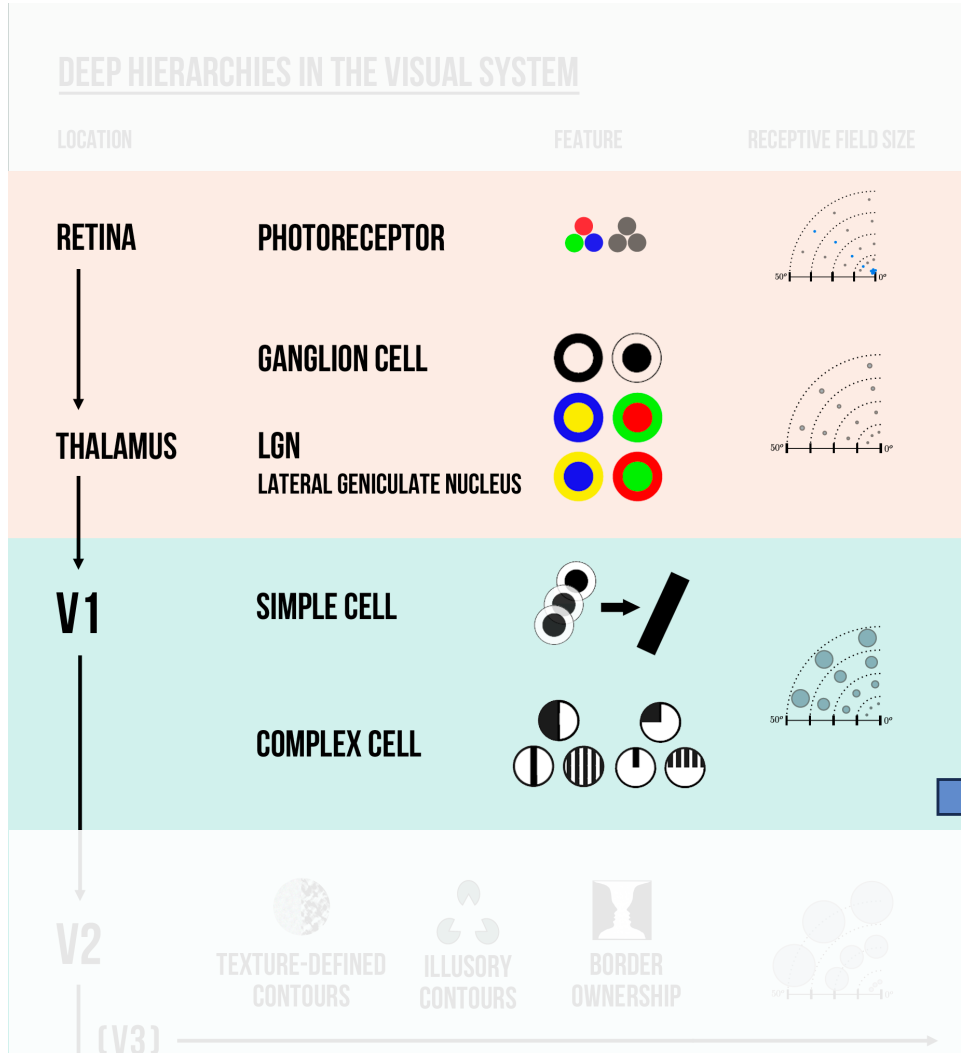 DEEP HIERARCHIES IN THE VISUAL SYSTEM
LOCATION FEATURE RECEPTIVE FIELD SIZE
RETINA PHOTORECEPTOR
50° 0°
GANGLION CELL
THALAMUS LGN
50° 0°
LATERAL GENICULATE NUCLEUS
V1 SIMPLE CELL
50° 0°
COMPLEX CELL
V2
TEXTURE-DEFINED CONTOURS
ILLUSORY CONTOURS
BORDER OWNERSHIP
50° 0°
(V3)